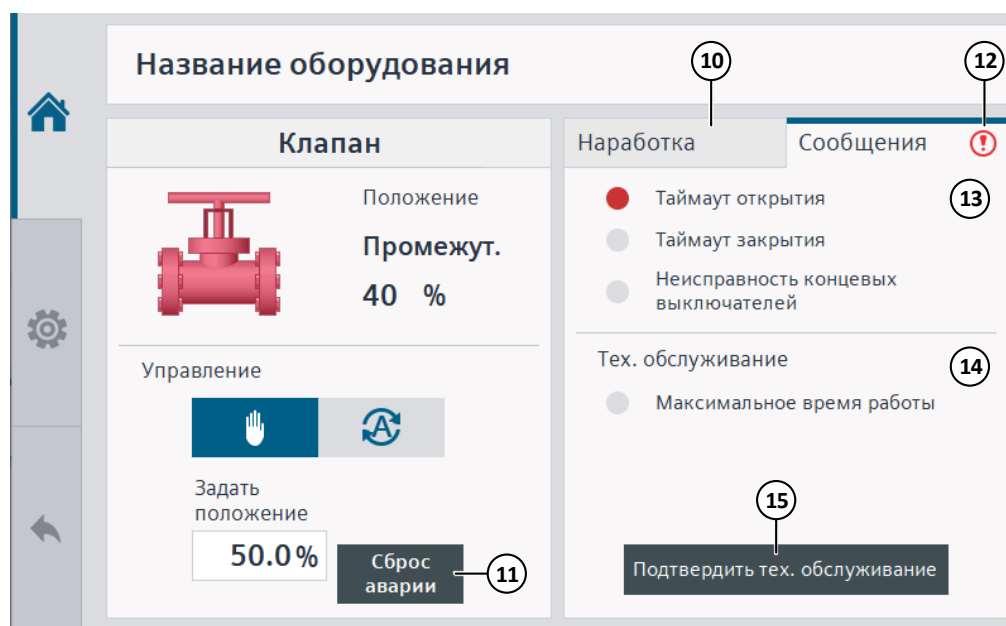 Название оборудования
10
12
Клапан
Наработка
Сообщения
Положение
Промежут.
40 %
Таймаут открытия
13
Таймаут закрытия
Неисправность концевых
выключателей
Управление
A
Тех. обслуживание
14
Максимальное время работы
Задать
положение
50.0%
Сброс
аварии
11
15
Подтвердить тех. обслуживание